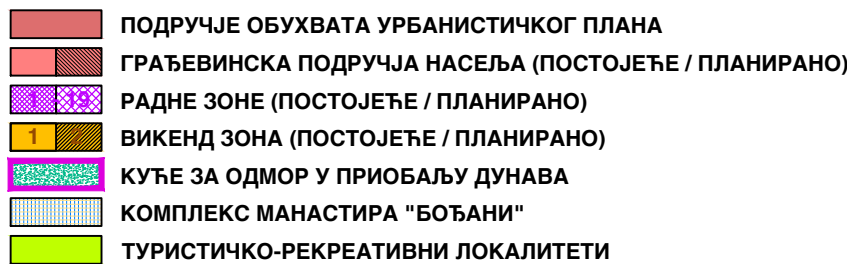 ПОДРУЧЈЕ ОБУХВАТА УРБАНИСТИЧКОГ ПЛАНА
ГРАЂЕВИНСКА ПОДРУЧЈА НАСЕЉА (ПОСТОЈЕЋЕ / ПЛАНИРАНО)
1 19 РАДНЕ ЗОНЕ (ПОСТОЈЕЋЕ / ПЛАНИРАНО)
1 2 ВИКЕНД ЗОНА (ПОСТОЈЕЋЕ / ПЛАНИРАНО)
КУЋЕ ЗА ОДМОР У ПРИОБАЉУ ДУНАВА
КОМПЛЕКС МАНАСТИРА "БОЂАНИ"
ТУРИСТИЧКО-РЕКРЕАТИВНИ ЛОКАЛИТЕТИ